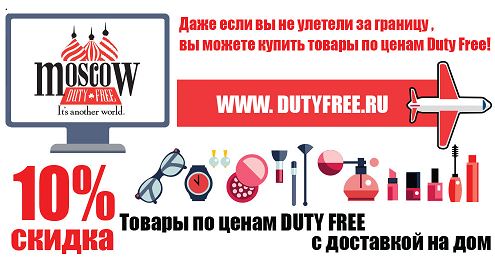 Даже если вы не улетели за границу ,
вы можете купить товары по ценам Duty Free!
MOSCOW
DUTY FREE
It's another world.
WWW. DUTYFREE.RU
10%
скидка
Товары по ценам DUTY FREE
с доставкой на дом